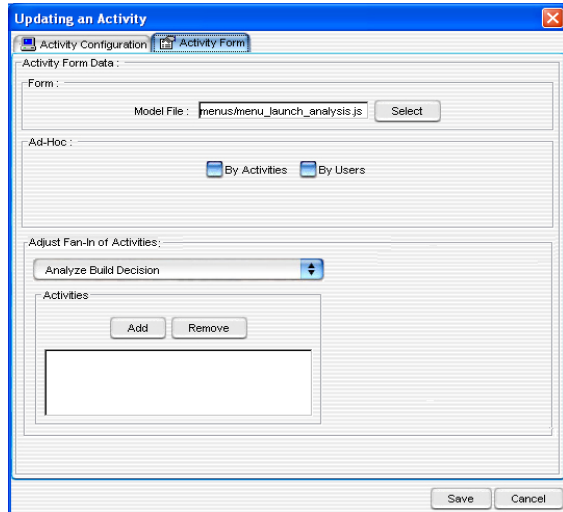 Updating an Activity
Activity Configuration Activity Form
Activity Form Data :
Form :
Model File : menus/menu_launch_analysis.js Select
Ad-Hoc :
By Activities By Users
Adjust Fan-In of Activities:
Analyze Build Decision
Activities
Add Remove
Save Cancel